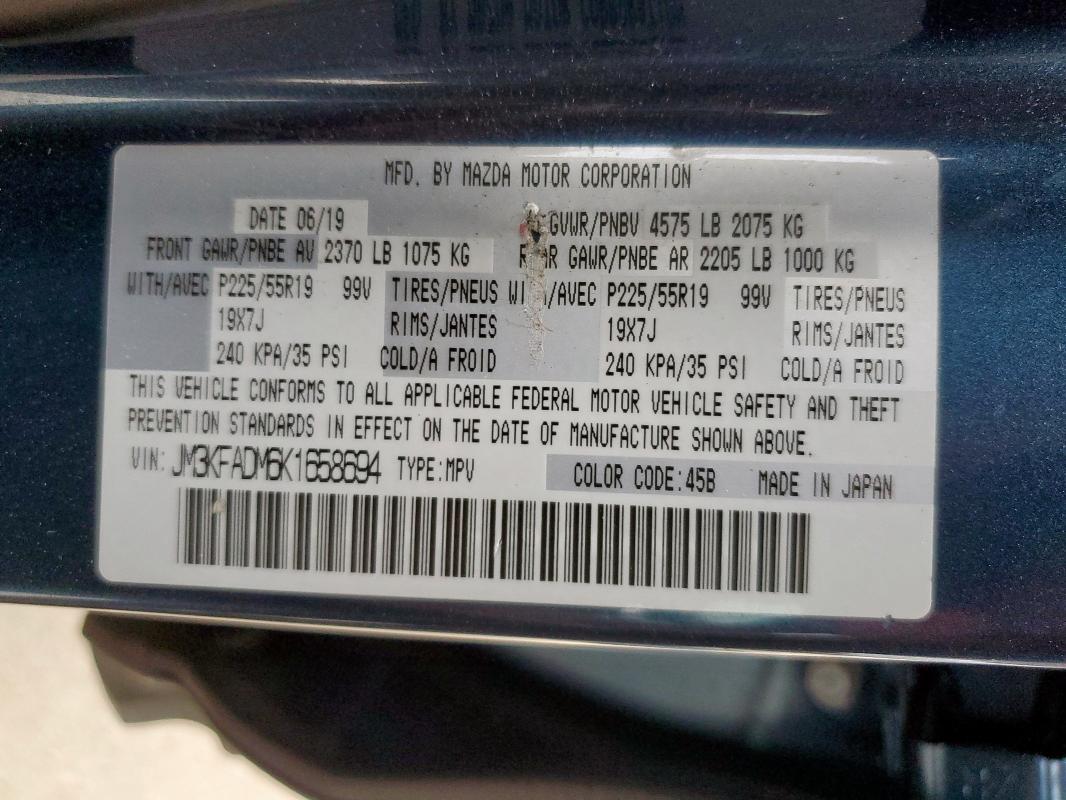 MFD. BY MAZDA MOTOR CORPORATION
DATE 06/19 GVWR/PNBV 4575 LB 2075 KG
FRONT GAWR/PNBE AV 2370 LB 1075 KG GAWR/PNBE AR 2205 LB 1000 KG
WITH/AVEC P225/55R19 99V TIRES/PNEUS P225/55R19 99V TIRES/PNEUS
19X7J RIMS/JANTES 19X7J RIMS/JANTES
240 KPA/35 PSI COLD/A FROID 240 KPA/35 PSI COLD/A FROID
THIS VEHICLE CONFORMS TO ALL APPLICABLE FEDERAL MOTOR VEHICLE SAFETY AND THEFT
PREVENTION STANDARDS IN EFFECT ON THE DATE OF MANUFACTURE SHOWN ABOVE.
VIN: JM3KFADM6K1658694 TYPE:MPV COLOR CODE:45B MADE IN JAPAN